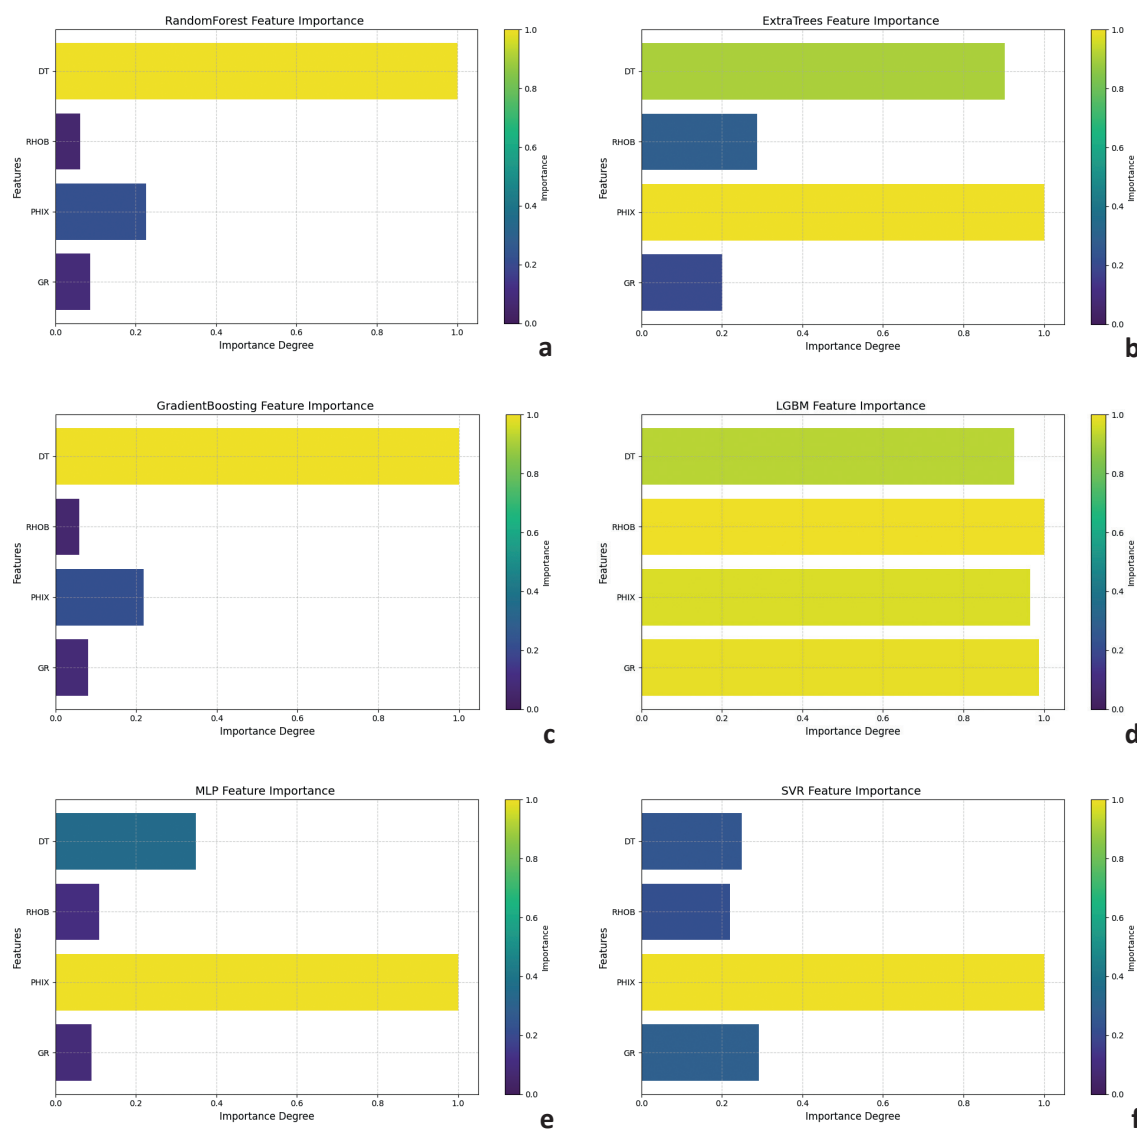 RandomForest Feature Importance
Features
DT
RHOB
PHIX
GR
0.0 0.2 0.4 0.6 0.8 1.0
Importance Degree
1.0
0.8
0.6
0.4
0.2
0.0
Importance
a
ExtraTrees Feature Importance
Features
DT
RHOB
PHIX
GR
0.0 0.2 0.4 0.6 0.8 1.0
Importance Degree
1.0
0.8
0.6
0.4
0.2
0.0
Importance
b
GradientBoosting Feature Importance
Features
DT
RHOB
PHIX
GR
0.0 0.2 0.4 0.6 0.8 1.0
Importance Degree
1.0
0.8
0.6
0.4
0.2
0.0
Importance
c
LGBM Feature Importance
Features
DT
RHOB
PHIX
GR
0.0 0.2 0.4 0.6 0.8 1.0
Importance Degree
1.0
0.8
0.6
0.4
0.2
0.0
Importance
d
MLP Feature Importance
Features
DT
RHOB
PHIX
GR
0.0 0.2 0.4 0.6 0.8 1.0
Importance Degree
1.0
0.8
0.6
0.4
0.2
0.0
Importance
e
SVR Feature Importance
Features
DT
RHOB
PHIX
GR
0.0 0.2 0.4 0.6 0.8 1.0
Importance Degree
1.0
0.8
0.6
0.4
0.2
0.0
Importance
f